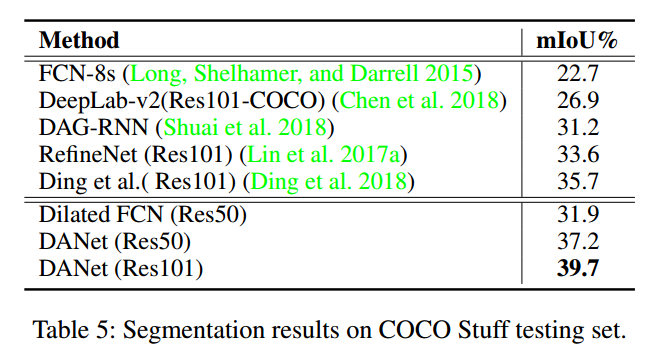 Method mIoU%
FCN-8s (Long, Shelhamer, and Darrell 2015) 22.7
DeepLab-v2(Res101-COCO) (Chen et al. 2018) 26.9
DAG-RNN (Shuai et al. 2018) 31.2
RefineNet (Res101) (Lin et al. 2017a) 33.6
Ding et al.( Res101) (Ding et al. 2018) 35.7
Dilated FCN (Res50) 31.9
DANet (Res50) 37.2
DANet (Res101) 39.7
Table 5: Segmentation results on COCO Stuff testing set.